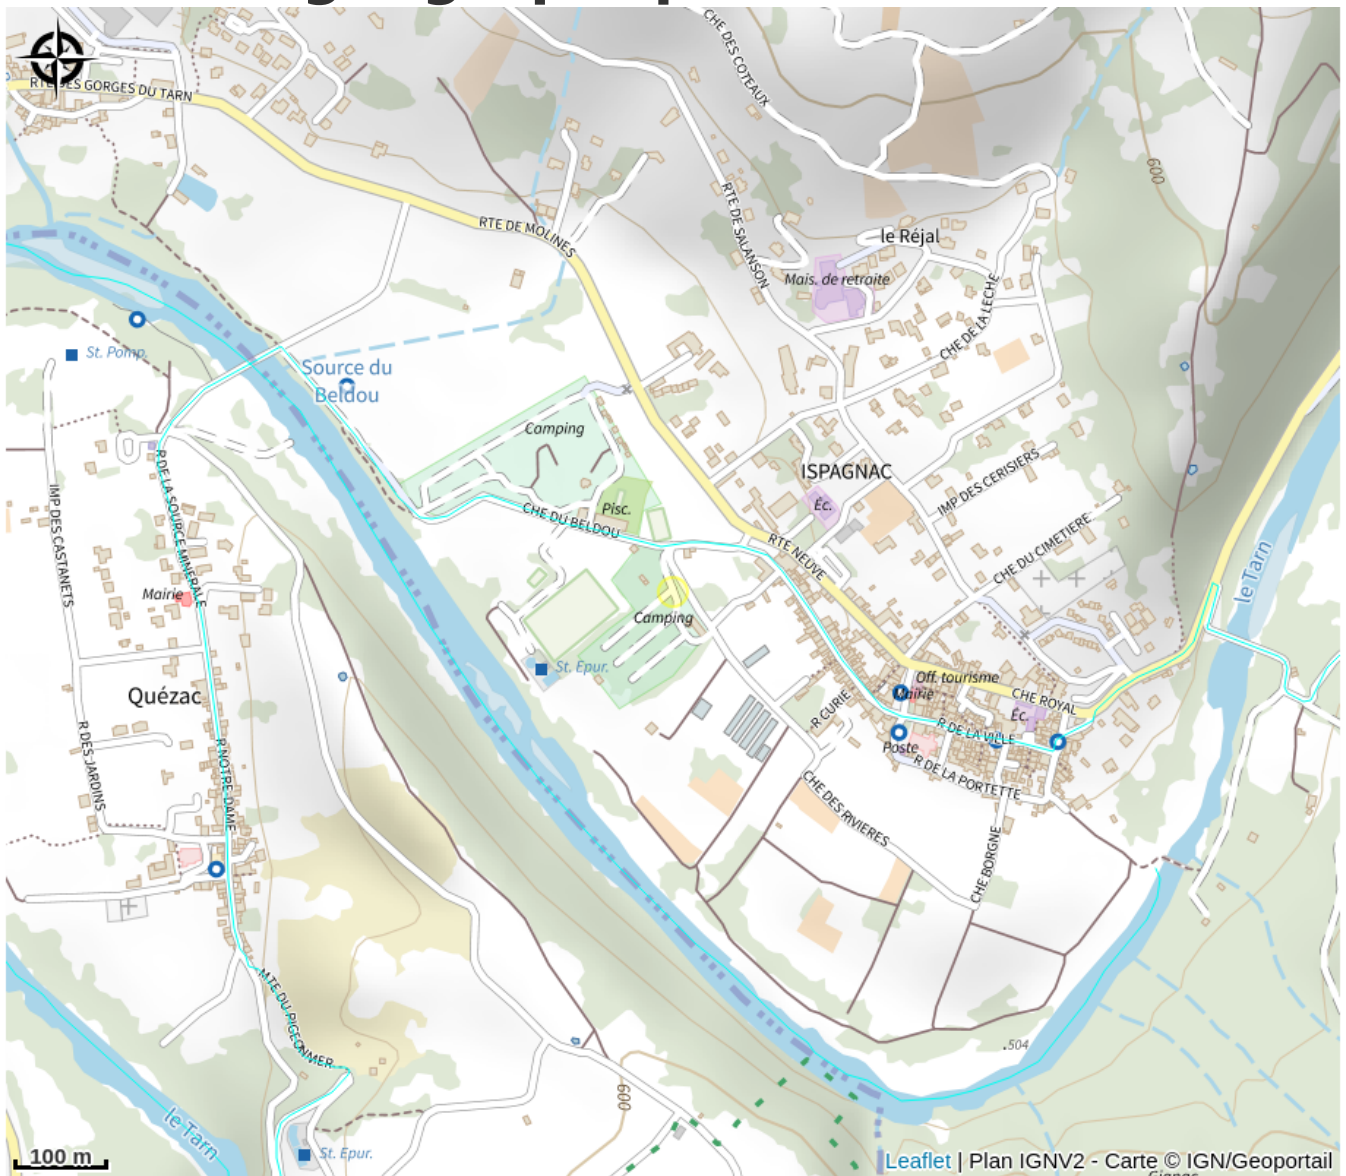 CHE DES COTEAUX
RTE DES GORGES DU TARN
600
RTE DE MOLINES
RTE DE SALANSON
le Réjal
Mais. de retraite
CHE DE LA LECHE
St. Pomp.
Source du
Beldou
Camping
ISPAGNAC
Éc.
IMP DES CERISIERS
Pisc.
CHE DU BELDOU
RTE NEUVE
CHE DU CIMETIERE
le Tarn
R DE LA SOURCE MINERALE
IMP DES CASTANETS
Mairie
Camping
St. Epur.
Quézac
Off. tourisme
Mairie
CHE ROYAL
Éc.
R CURIE
R DE LA VILLE
Poste
R DE LA PORTETTE
R DES JARDINS
R NOTRE-DAME
CHE DES RIVIERES
CHE BORGNE
MTE DU PIGEONNIER
504
600
le Tarn
St. Epur.
100 m
Leaflet | Plan IGNV2 - Carte © IGN/Geoportail